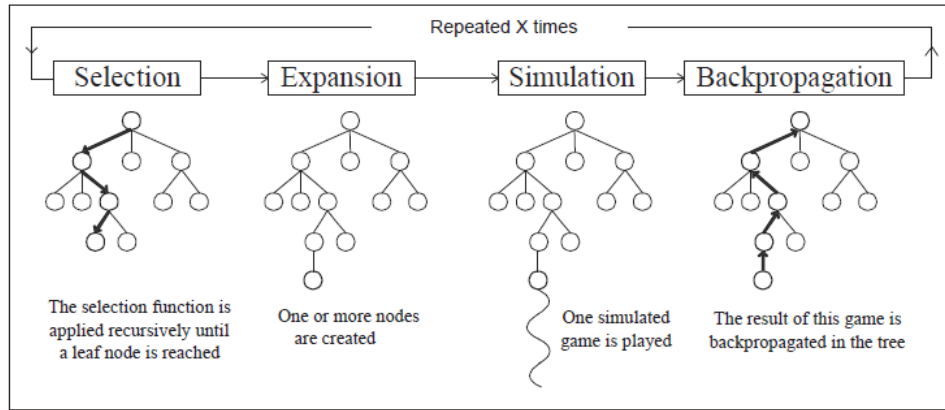 Repeated X times
Selection
Expansion
Simulation
Backpropagation
The selection function is
applied recursively until
a leaf node is reached
One or more nodes
are created
One simulated
game is played
The result of this game is
backpropagated in the tree